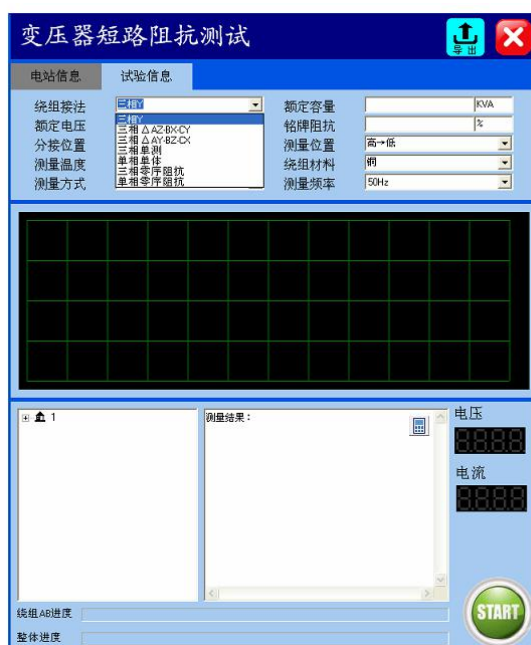 变压器短路阻抗测试
导出
电站信息 试验信息
绕组接法 三相Y 额定容量 KVA
三相Y
额定电压 三相△AZ-BX-CY 铭牌阻抗 %
三相△AY-BZ-CX
分接位置 三相单测 测量位置 高→低
单相单体
测量温度 三相零序阻抗 绕组材料 铜
单相零序阻抗
测量方式 测量频率 50Hz
1
测量结果:
电压
电流
START
绕组AB进度
整体进度